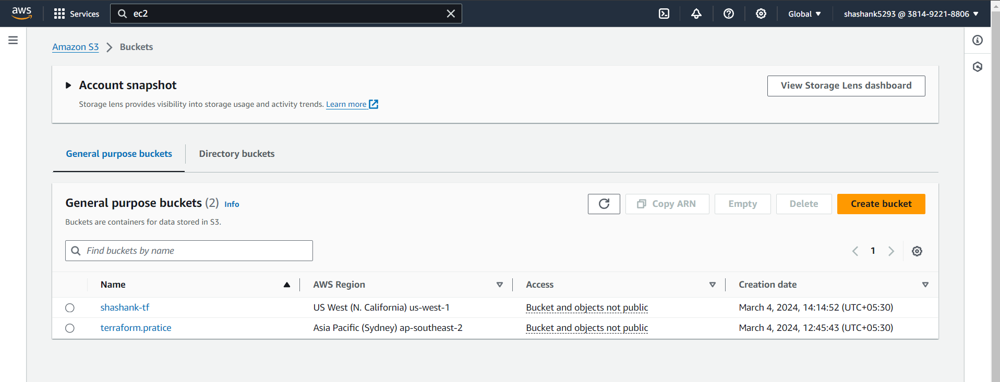 aws Services ec2 Global shashank5293 @ 3814-9221-8806
Amazon S3 Buckets
Account snapshot View Storage Lens dashboard
Storage lens provides visibility into storage usage and activity trends. Learn more
General purpose buckets Directory buckets
General purpose buckets (2) Info Copy ARN Empty Delete Create bucket
Buckets are containers for data stored in S3.
Find buckets by name 1
Name AWS Region Access Creation date
shashank-tf US West (N. California) us-west-1 Bucket and objects not public March 4, 2024, 14:14:52 (UTC+05:30)
terraform.pratice Asia Pacific (Sydney) ap-southeast-2 Bucket and objects not public March 4, 2024, 12:45:43 (UTC+05:30)